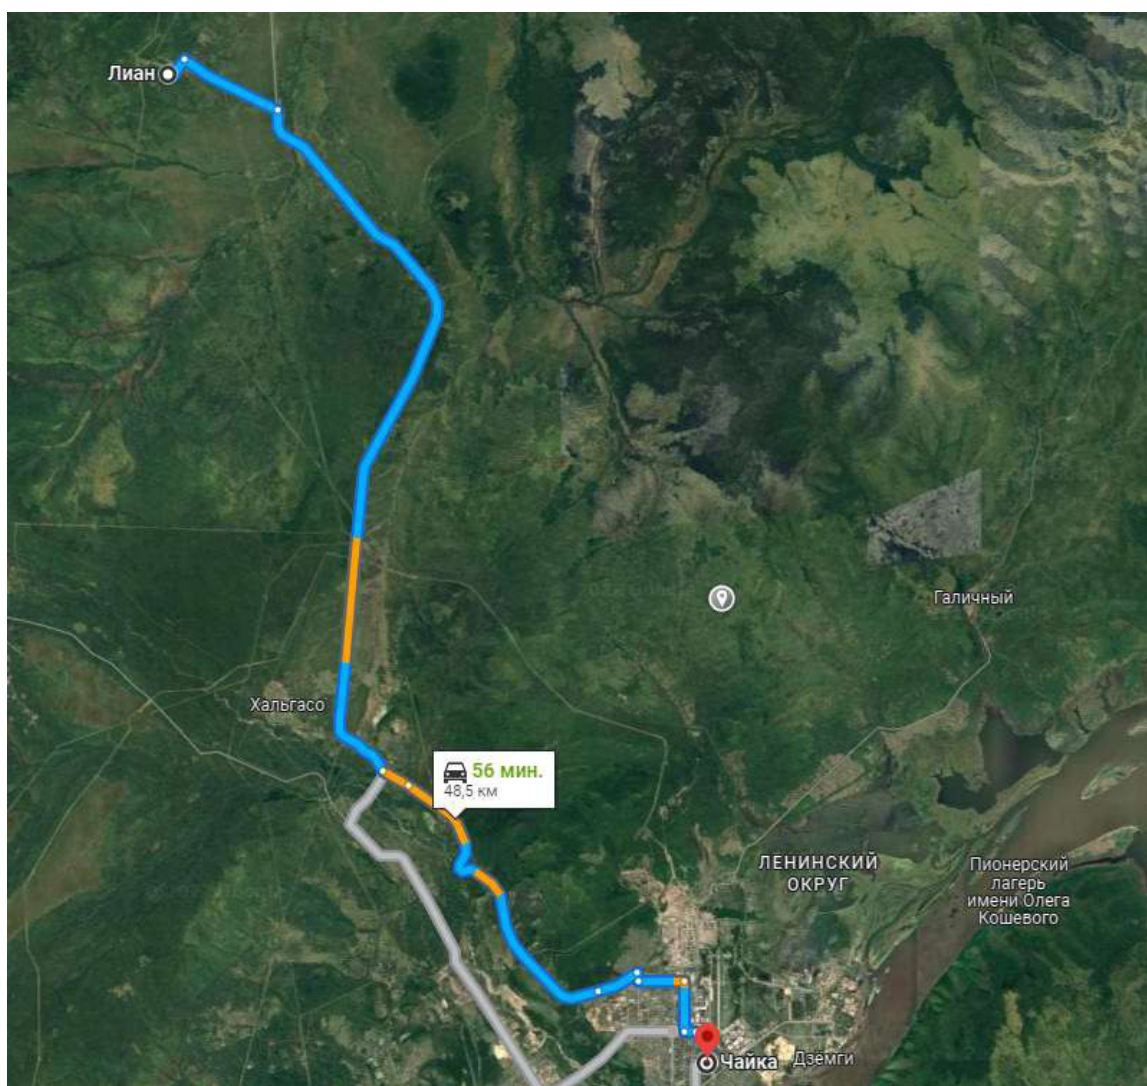 Лиан
Галичный
Хальгасо
56 мин.
48,5 км
ЛЕНИНСКИЙ
ОКРУГ
Пионерский
лагерь
имени Олега
Кошевого
Чайка
Дзёмги